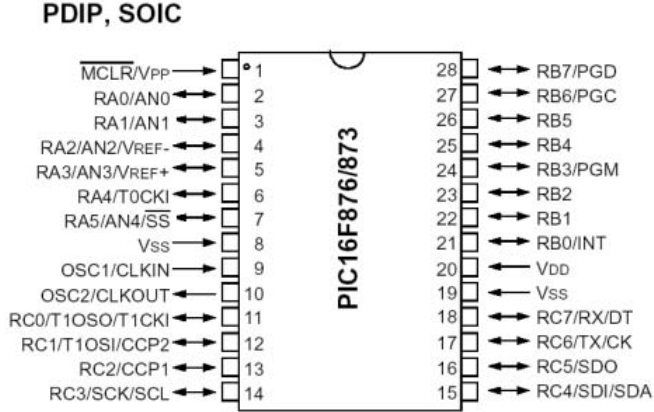 PDIP, SOIC
MCLR/VPP 1 28 RB7/PGD
RA0/AN0 2 27 RB6/PGC
RA1/AN1 3 26 RB5
RA2/AN2/VREF- 4 25 RB4
RA3/AN3/VREF+ 5 24 RB3/PGM
RA4/T0CKI 6 23 RB2
RA5/AN4/SS 7 22 RB1
VSS 8 21 RB0/INT
OSC1/CLKIN 9 20 VDD
OSC2/CLKOUT 10 19 VSS
RC0/T1OSO/T1CKI 11 18 RC7/RX/DT
RC1/T1OSI/CCP2 12 17 RC6/TX/CK
RC2/CCP1 13 16 RC5/SDO
RC3/SCK/SCL 14 15 RC4/SDI/SDA
PIC16F876/873